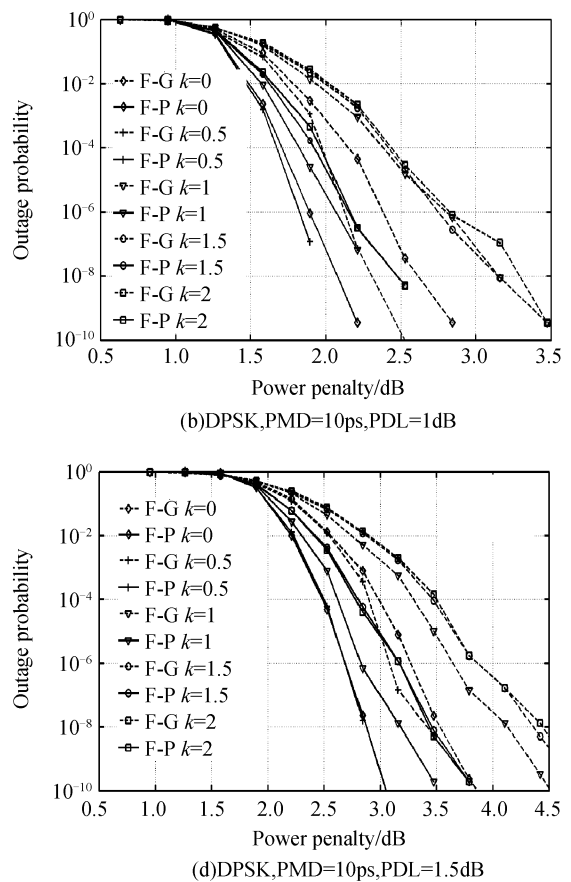 10⁰
10⁻²
10⁻⁴
10⁻⁶
10⁻⁸
10⁻¹⁰
Outage probability
F-G k=0
F-P k=0
F-G k=0.5
F-P k=0.5
F-G k=1
F-P k=1
F-G k=1.5
F-P k=1.5
F-G k=2
F-P k=2
0.5 1.0 1.5 2.0 2.5 3.0 3.5
Power penalty/dB
(b)DPSK,PMD=10ps,PDL=1dB
10⁰
10⁻²
10⁻⁴
10⁻⁶
10⁻⁸
10⁻¹⁰
Outage probability
F-G k=0
F-P k=0
F-G k=0.5
F-P k=0.5
F-G k=1
F-P k=1
F-G k=1.5
F-P k=1.5
F-G k=2
F-P k=2
0.5 1.0 1.5 2.0 2.5 3.0 3.5 4.0 4.5
Power penalty/dB
(d)DPSK,PMD=10ps,PDL=1.5dB